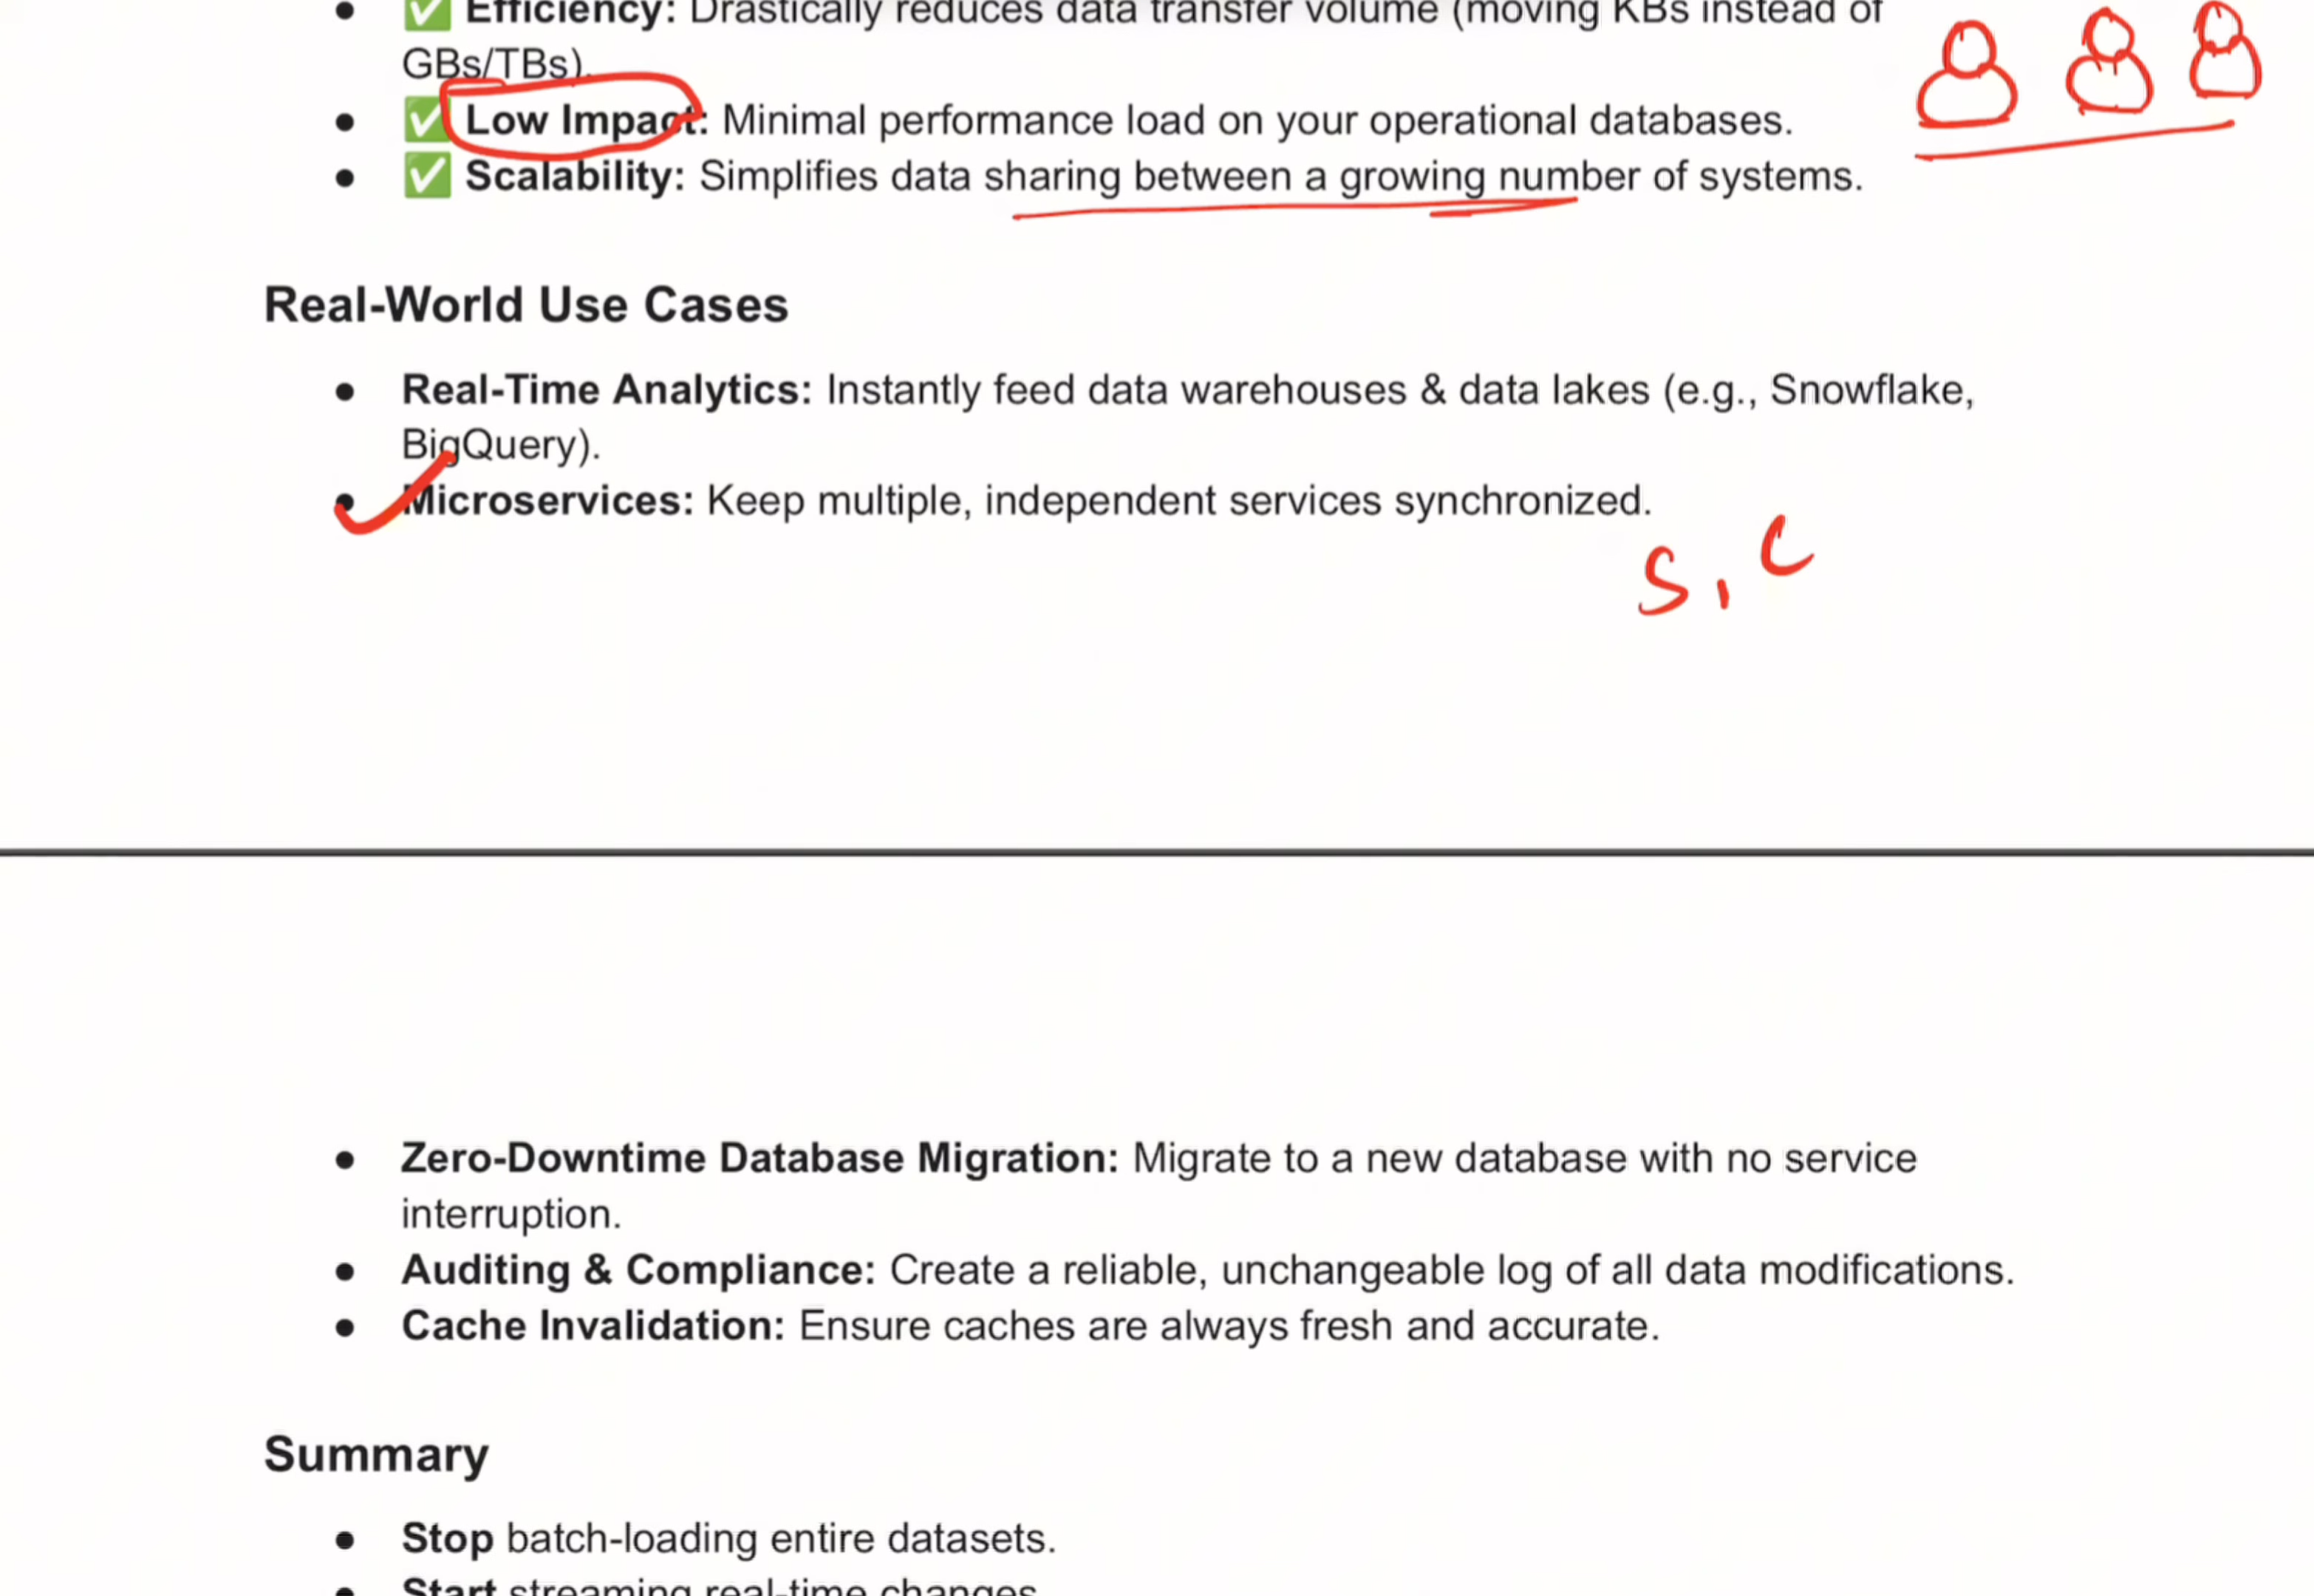 ● ✅ Efficiency: Drastically reduces data transfer volume (moving KBs instead of
GBs/TBs).
● ✅ Low Impact: Minimal performance load on your operational databases.
● ✅ Scalability: Simplifies data sharing between a growing number of systems.
Real-World Use Cases
● Real-Time Analytics: Instantly feed data warehouses & data lakes (e.g., Snowflake,
BigQuery).
● Microservices: Keep multiple, independent services synchronized.
S, C
● Zero-Downtime Database Migration: Migrate to a new database with no service
interruption.
● Auditing & Compliance: Create a reliable, unchangeable log of all data modifications.
● Cache Invalidation: Ensure caches are always fresh and accurate.
Summary
● Stop batch-loading entire datasets.
● Start streaming real-time changes.